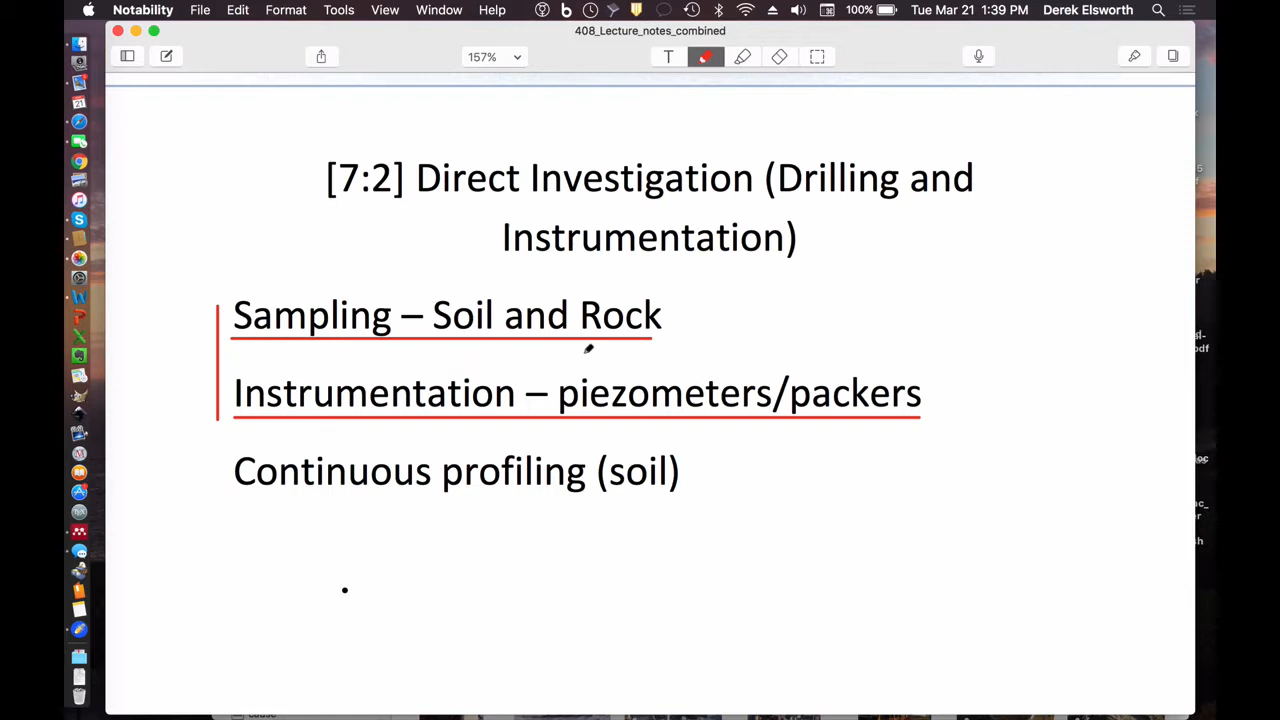 Notability File Edit Format Tools View Window Help 100% Tue Mar 21 1:39 PM Derek Elsworth
408_Lecture_notes_combined
157% T
[7:2] Direct Investigation (Drilling and
Instrumentation)
Sampling – Soil and Rock
Instrumentation – piezometers/packers
Continuous profiling (soil)